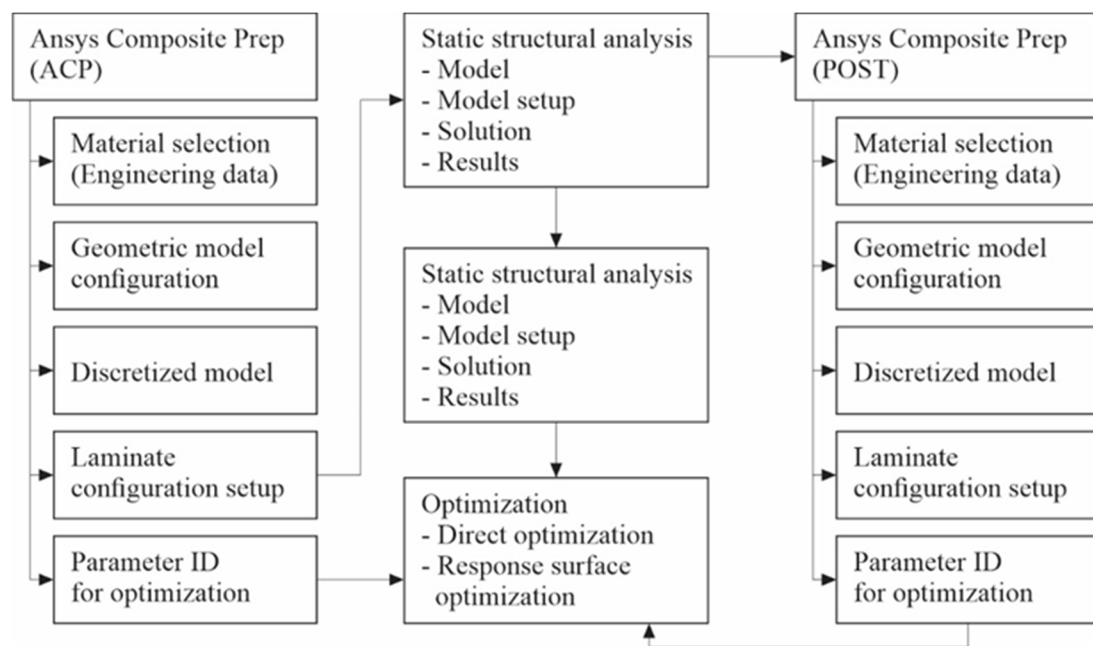 Ansys Composite Prep
(ACP)
Material selection
(Engineering data)
Geometric model
configuration
Discretized model
Laminate
configuration setup
Parameter ID
for optimization
Static structural analysis
- Model
- Model setup
- Solution
- Results
Static structural analysis
- Model
- Model setup
- Solution
- Results
Optimization
- Direct optimization
- Response surface
optimization
Ansys Composite Prep
(POST)
Material selection
(Engineering data)
Geometric model
configuration
Discretized model
Laminate
configuration setup
Parameter ID
for optimization